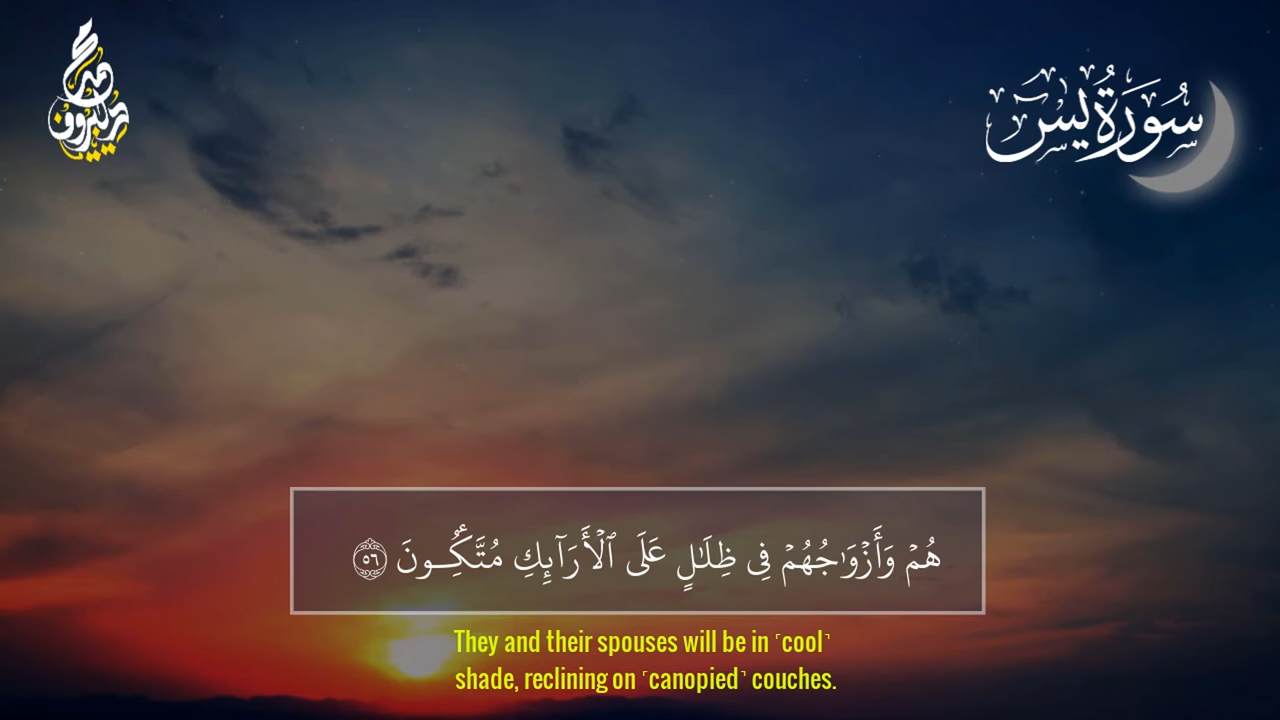 سُورَةُ يسٓ
هُمۡ وَأَزۡوَٰجُهُمۡ فِي ظِلَٰلٍ عَلَى ٱلۡأَرَآئِكِ مُتَّكِـُٔونَ ٥٦
They and their spouses will be in ˹cool˺
shade, reclining on ˹canopied˺ couches.